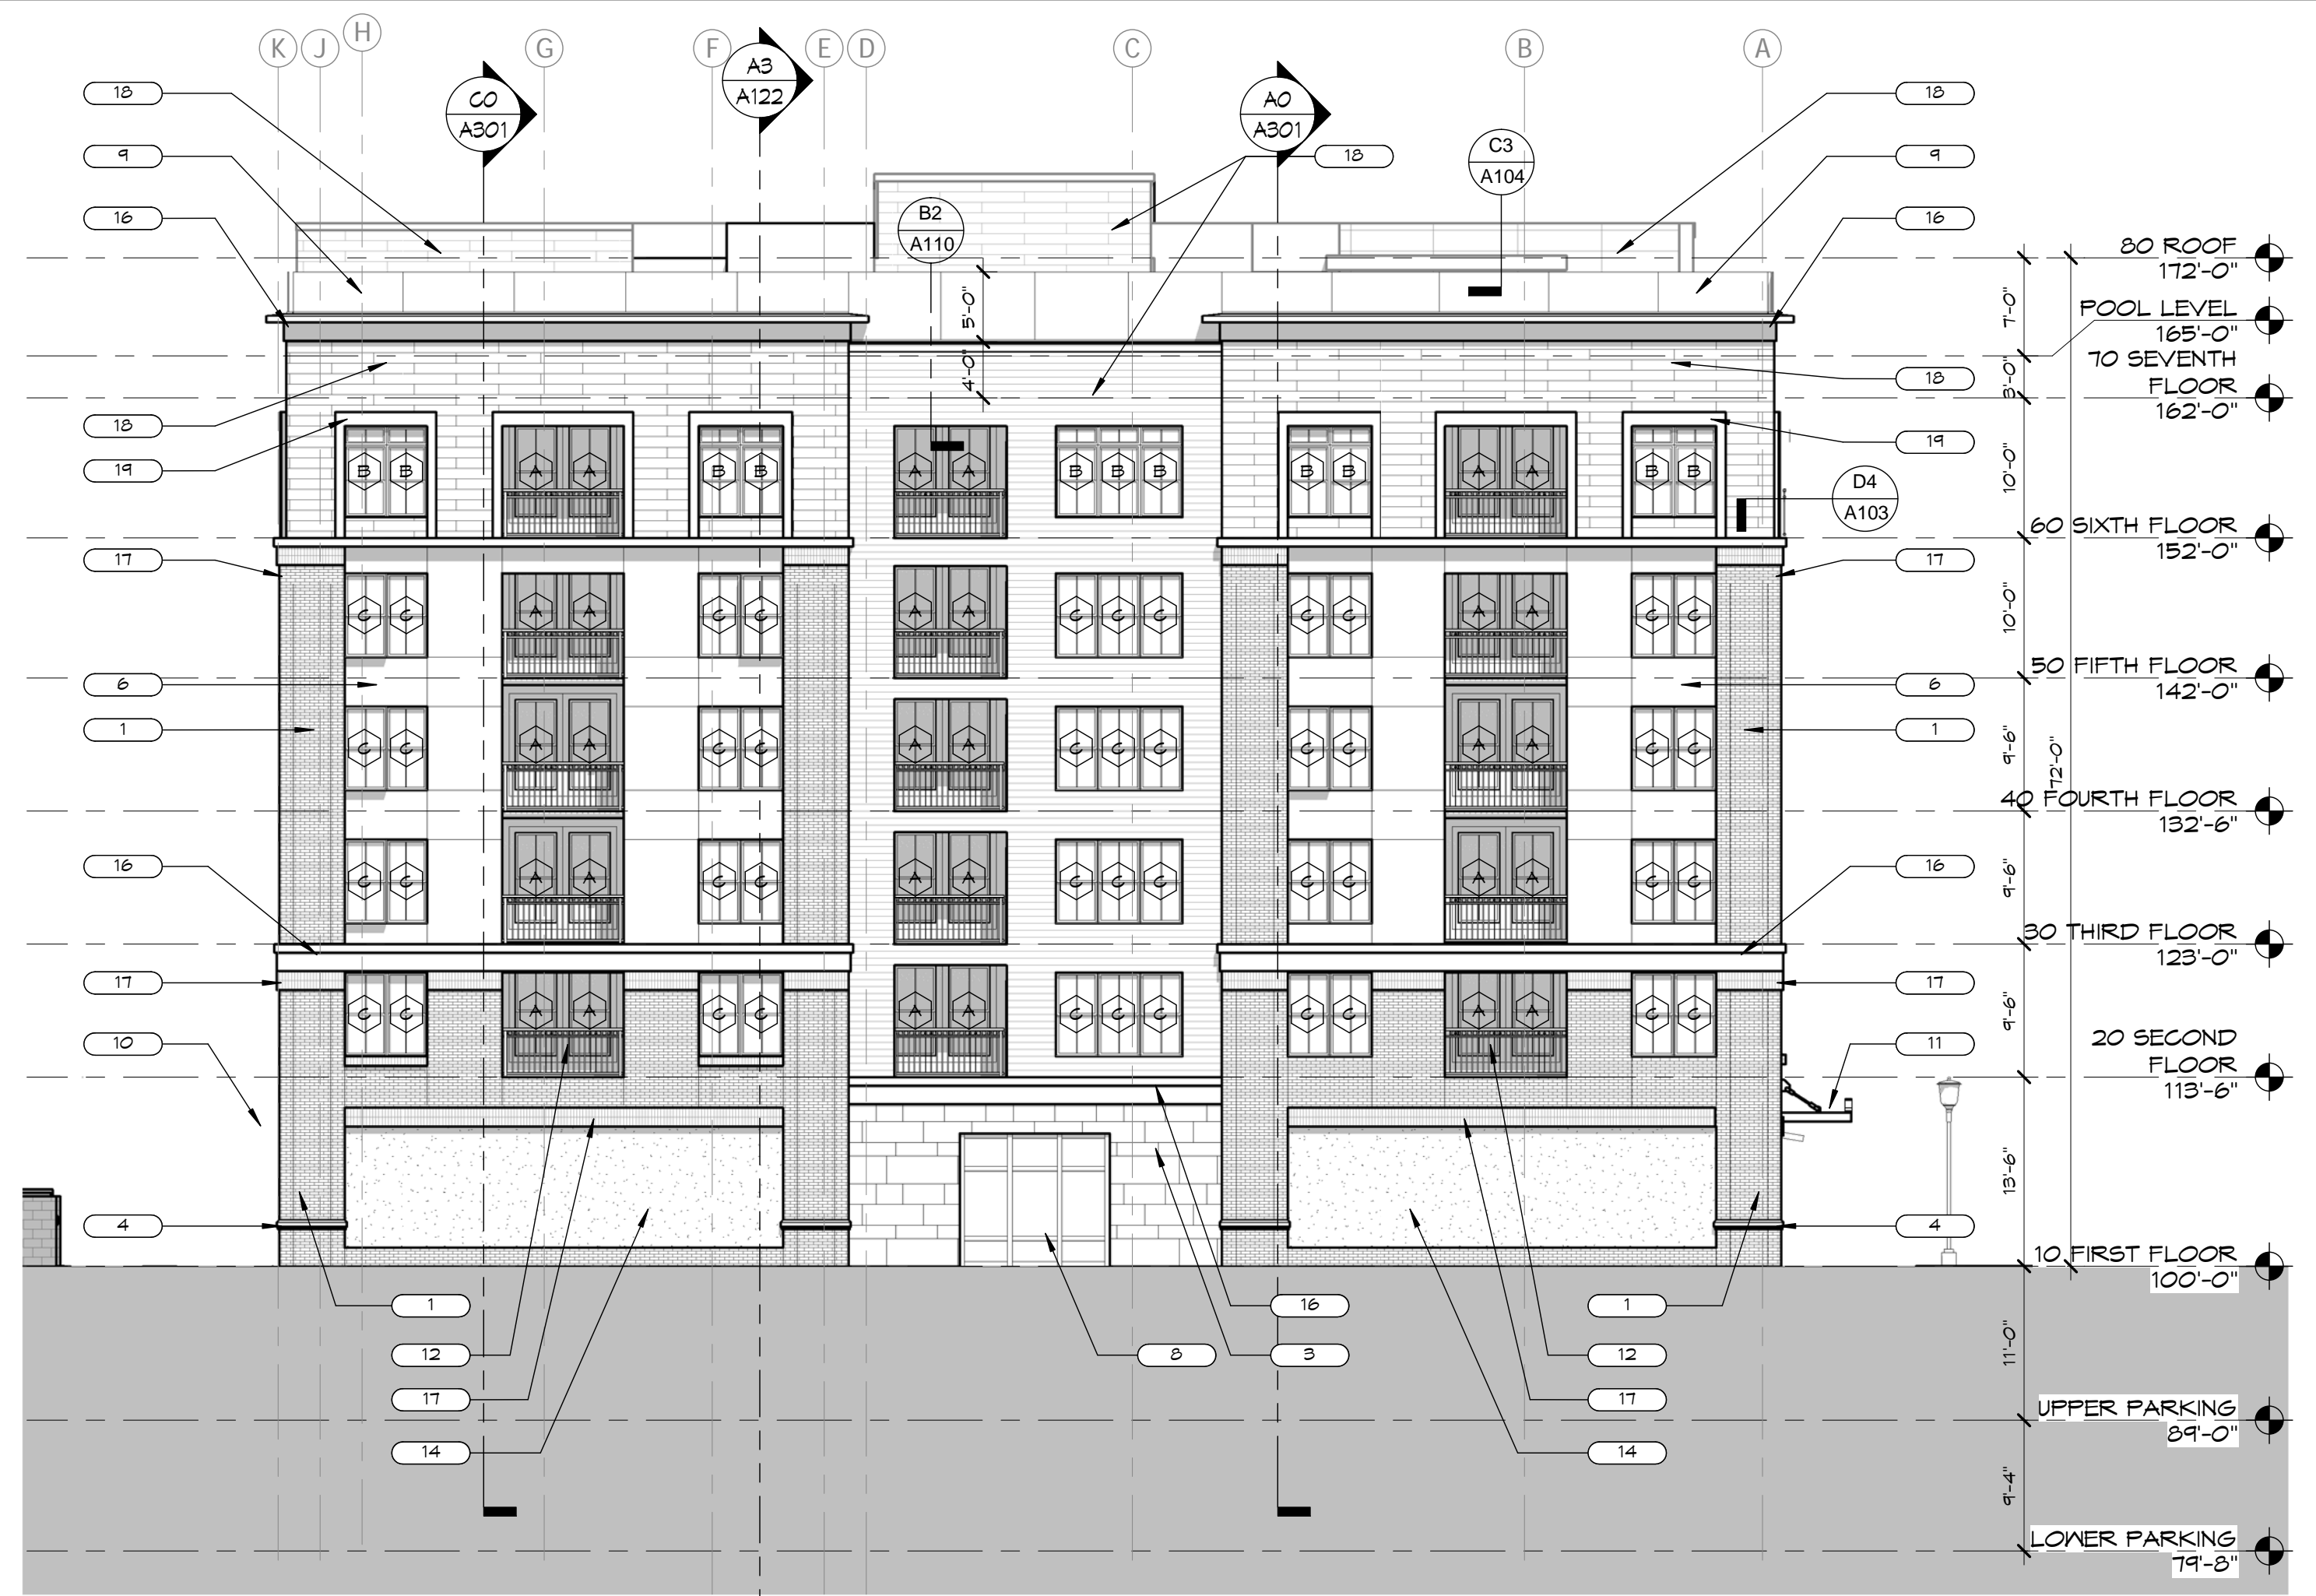 K J H G F E D C B A
A3
A122
CO
A301
AO
A301
C3
A104
B2
A110
18
18
18
9
9
16
16
80 ROOF
172'-0"
POOL LEVEL
165'-0"
70 SEVENTH
FLOOR
162'-0"
7'-0"
3'-0"
5'-0"
4'-0"
18
18
19
19
B B A A B B A A B B B B B A A B B
10'-0"
D4
A103
60 SIXTH FLOOR
152'-0"
17
17
C C A A C C A A C C C C C A A C C
10'-0"
6
6
50 FIFTH FLOOR
142'-0"
1
1
C C A A C C A A C C C C C A A C C
9'-6"
72'-0"
40 FOURTH FLOOR
132'-6"
16
16
C C A A C C A A C C C C C A A C C
9'-6"
30 THIRD FLOOR
123'-0"
17
17
C C A A C C A A C C C C C A A C C
9'-6"
10
11
20 SECOND
FLOOR
113'-6"
13'-6"
4
4
10 FIRST FLOOR
100'-0"
1
16
1
12
8
3
12
11'-0"
17
17
UPPER PARKING
89'-0"
14
14
9'-4"
LOWER PARKING
79'-8"